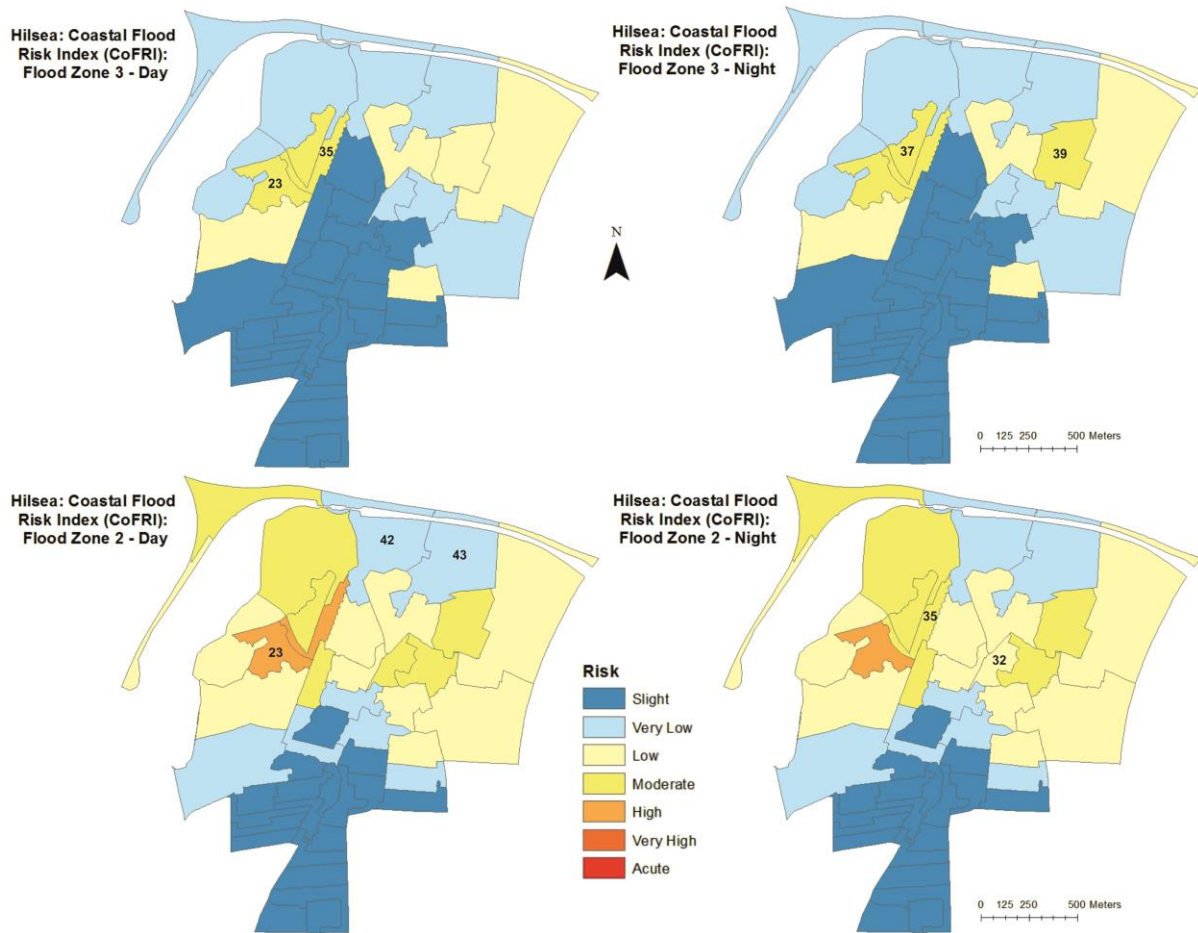 Hilsea: Coastal Flood
Risk Index (CoFRI):
Flood Zone 3 - Day
35
23
Hilsea: Coastal Flood
Risk Index (CoFRI):
Flood Zone 3 - Night
37
39
N
0 125 250 500 Meters
Hilsea: Coastal Flood
Risk Index (CoFRI):
Flood Zone 2 - Day
42
43
23
Hilsea: Coastal Flood
Risk Index (CoFRI):
Flood Zone 2 - Night
35
32
Risk
Slight
Very Low
Low
Moderate
High
Very High
Acute
0 125 250 500 Meters